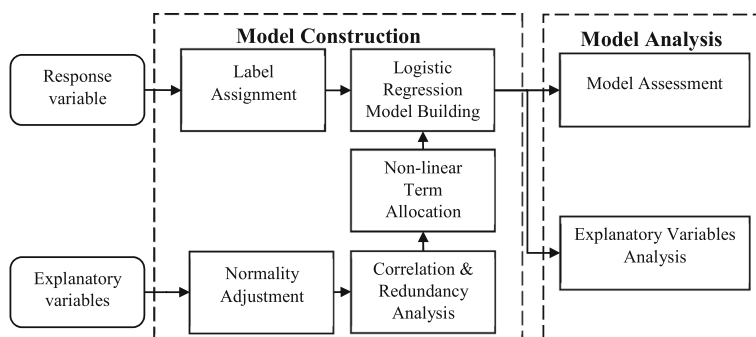 Model Construction
Model Analysis
Response
variable
Label
Assignment
Logistic
Regression
Model Building
Model Assessment
Non-linear
Term
Allocation
Explanatory
variables
Normality
Adjustment
Correlation &
Redundancy
Analysis
Explanatory Variables
Analysis